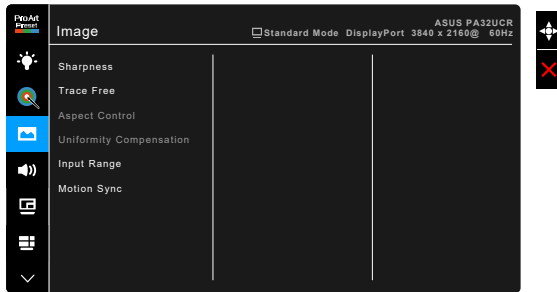 ProArt
Preset
Image
ASUS PA32UCR
Standard Mode DisplayPort 3840 x 2160@ 60Hz
Sharpness
Trace Free
Aspect Control
Uniformity Compensation
Input Range
Motion Sync